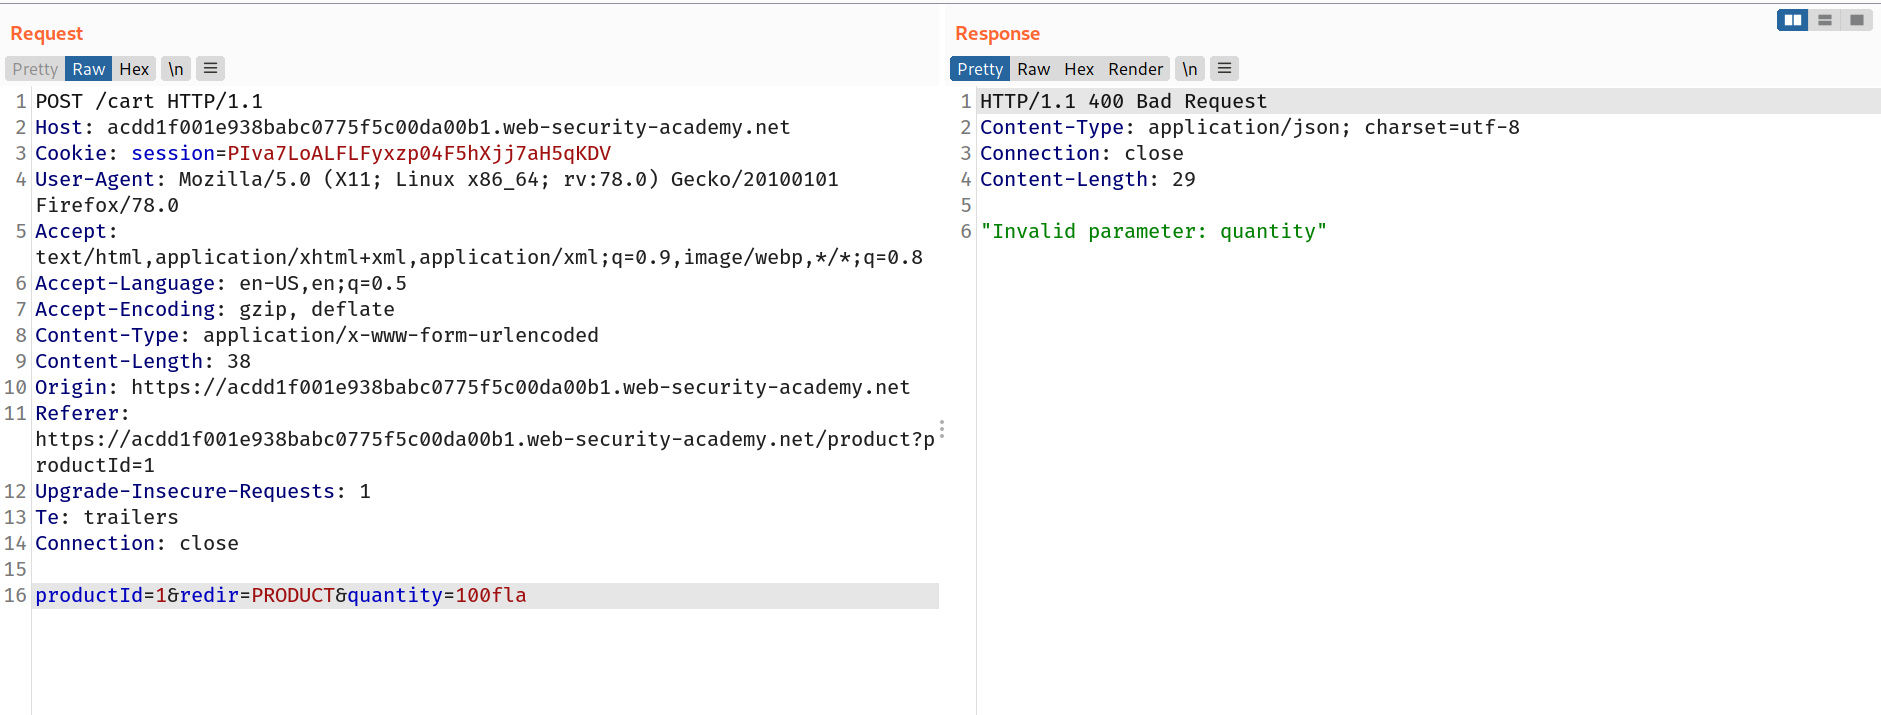 Request
Pretty Raw Hex \n
1 POST /cart HTTP/1.1
2 Host: acdd1f001e938babc0775f5c00da00b1.web-security-academy.net
3 Cookie: session=PIva7LoALFLFyxzp04F5hXjj7aH5qKDV
4 User-Agent: Mozilla/5.0 (X11; Linux x86_64; rv:78.0) Gecko/20100101
Firefox/78.0
5 Accept:
text/html,application/xhtml+xml,application/xml;q=0.9,image/webp,*/*;q=0.8
6 Accept-Language: en-US,en;q=0.5
7 Accept-Encoding: gzip, deflate
8 Content-Type: application/x-www-form-urlencoded
9 Content-Length: 38
10 Origin: https://acdd1f001e938babc0775f5c00da00b1.web-security-academy.net
11 Referer:
https://acdd1f001e938babc0775f5c00da00b1.web-security-academy.net/product?p
roductId=1
12 Upgrade-Insecure-Requests: 1
13 Te: trailers
14 Connection: close
15
16 productId=1&redir=PRODUCT&quantity=100fla
Response
Pretty Raw Hex Render \n
1 HTTP/1.1 400 Bad Request
2 Content-Type: application/json; charset=utf-8
3 Connection: close
4 Content-Length: 29
5
6 "Invalid parameter: quantity"